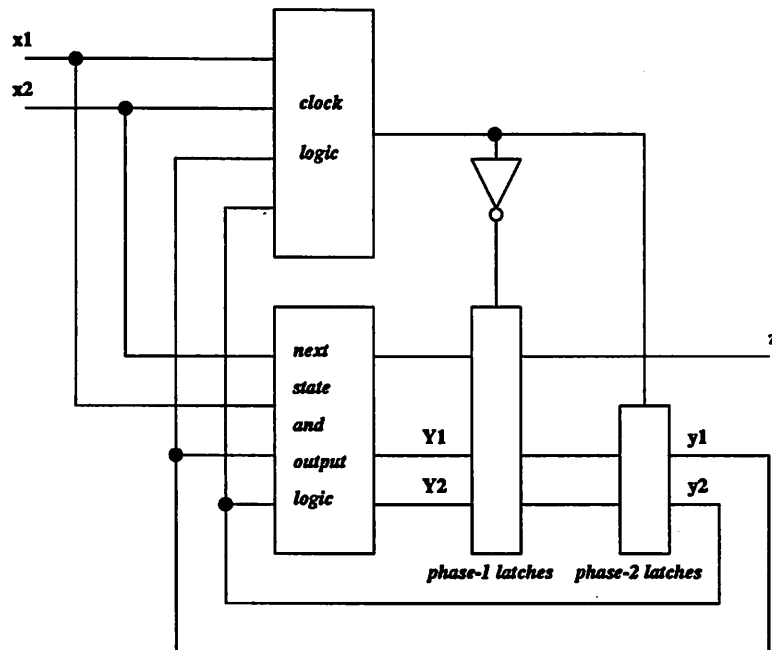 x1
x2
clock
logic
next
state
and
output
logic
Y1
Y2
y1
y2
phase-1 latches
phase-2 latches